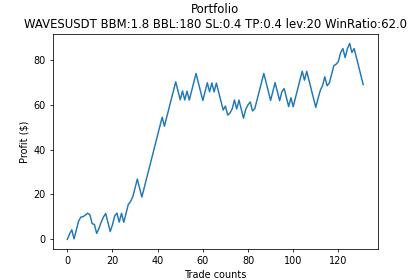 Portfolio
WAVESUSDT BBM:1.8 BBL:180 SL:0.4 TP:0.4 lev:20 WinRatio:62.0
80
60
40
20
0
Profit ($)
0 20 40 60 80 100 120
Trade counts